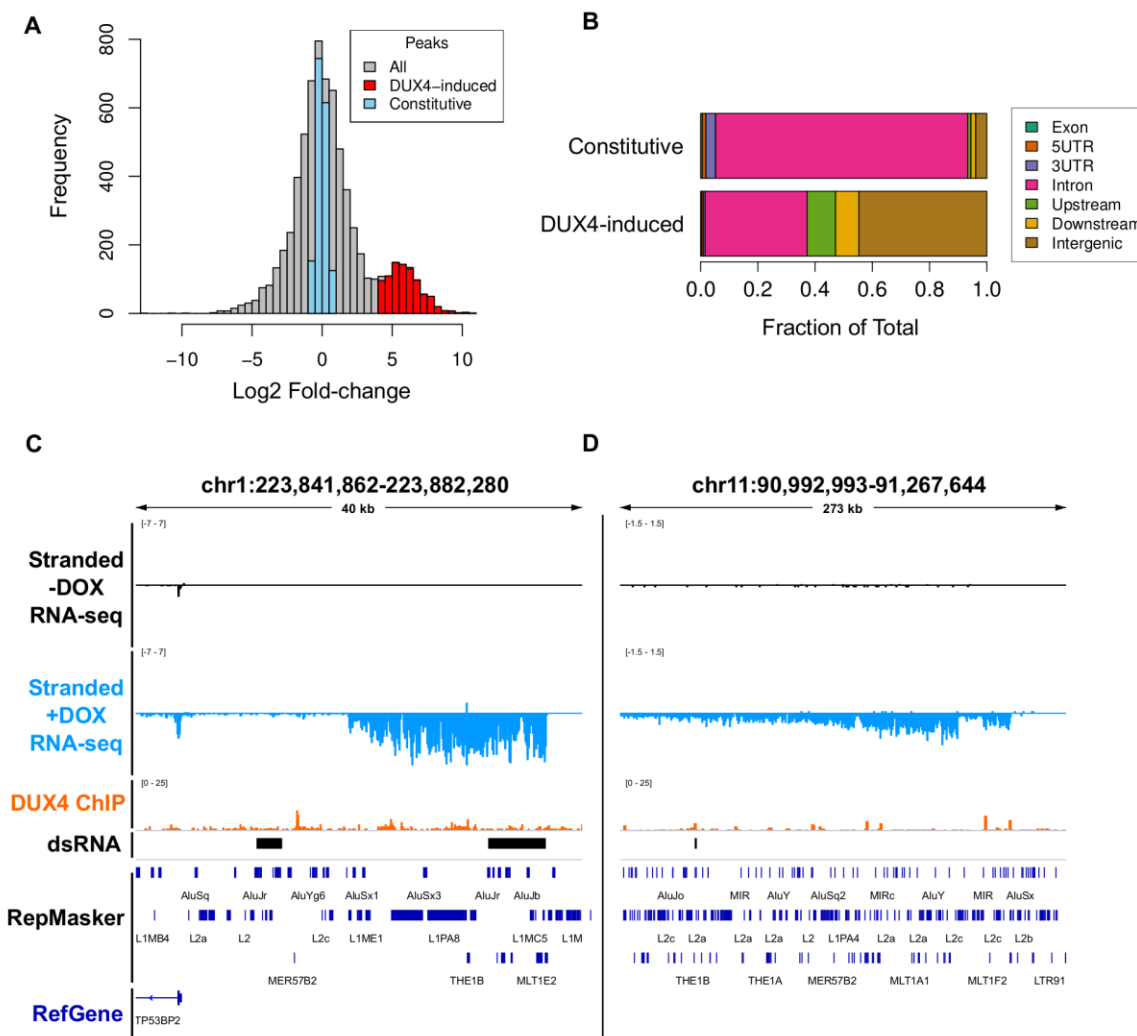 A
800
600
400
200
0
Frequency
−10 −5 0 5 10
Log2 Fold-change
Peaks
All
DUX4−induced
Constitutive
B
Constitutive
DUX4-induced
0.0 0.2 0.4 0.6 0.8 1.0
Fraction of Total
Exon
5UTR
3UTR
Intron
Upstream
Downstream
Intergenic
C
chr1:223,841,862-223,882,280
40 kb
D
chr11:90,992,993-91,267,644
273 kb
Stranded
-DOX
RNA-seq
[-7 - 7]
[-1.5 - 1.5]
Stranded
+DOX
RNA-seq
[-7 - 7]
[-1.5 - 1.5]
DUX4 ChIP
[0 - 25]
[0 - 25]
dsRNA
RepMasker
AluSq AluJr AluYg6 AluSx1 AluSx3 AluJr AluJb
L1MB4 L2a L2 L2c L1ME1 L1PA8 L1MC5 L1M
MER57B2 THE1B MLT1E2
AluJo MIR AluY AluSq2 MIRc AluY MIR AluSx
L2c L2a L2a L2a L2 L1PA4 L2a L2a L2c L2c L2b
THE1B THE1A MER57B2 MLT1A1 MLT1F2 LTR91
RefGene
TP53BP2